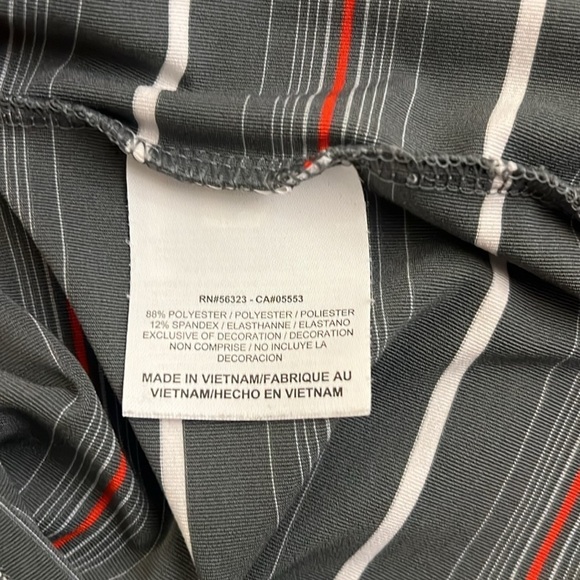 RN#56323 - CA#05553
88% POLYESTER / POLYESTER / POLIESTER
12% SPANDEX / ELASTHANNE / ELASTANO
EXCLUSIVE OF DECORATION / DECORATION
NON COMPRISE / NO INCLUYE LA
DECORACION
MADE IN VIETNAM/FABRIQUE AU
VIETNAM/HECHO EN VIETNAM